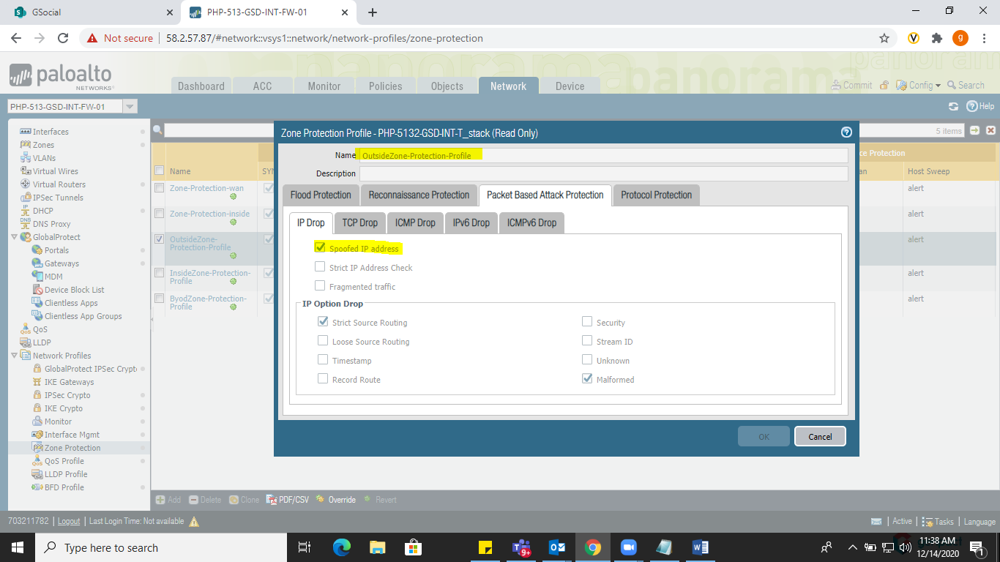 GSocial
PHP-513-GSD-INT-FW-01
Not secure
58.2.57.87/#network::vsys1::network/network-profiles/zone-protection
g
paloalto
NETWORKS
panorama
Dashboard
ACC
Monitor
Policies
Objects
Network
Device
Commit
Config
Search
PHP-513-GSD-INT-FW-01
Help
Interfaces
Zones
VLANs
Virtual Wires
Virtual Routers
IPSec Tunnels
DHCP
DNS Proxy
GlobalProtect
Portals
Gateways
MDM
Device Block List
Clientless Apps
Clientless App Groups
QoS
LLDP
Network Profiles
GlobalProtect IPSec Crypt
IKE Gateways
IPSec Crypto
IKE Crypto
Monitor
Interface Mgmt
Zone Protection
QoS Profile
LLDP Profile
BFD Profile
5 items
Name
SYN
ce Protection
an
Host Sweep
Zone-Protection-wan
alert
Zone-Protection-inside
alert
OutsideZone-
Protection-Profile
alert
InsideZone-Protection-
Profile
alert
ByodZone-Protection-
Profile
alert
Zone Protection Profile - PHP-5132-GSD-INT-T_stack (Read Only)
Name
OutsideZone-Protection-Profile
Description
Flood Protection
Reconnaissance Protection
Packet Based Attack Protection
Protocol Protection
IP Drop
TCP Drop
ICMP Drop
IPv6 Drop
ICMPv6 Drop
Spoofed IP address
Strict IP Address Check
Fragmented traffic
IP Option Drop
Strict Source Routing
Security
Loose Source Routing
Stream ID
Timestamp
Unknown
Record Route
Malformed
OK
Cancel
Add
Delete
Clone
PDF/CSV
Override
Revert
703211782 | Logout | Last Login Time: Not available
Active
Tasks
Language
Type here to search
9+
11:38 AM
12/14/2020
1